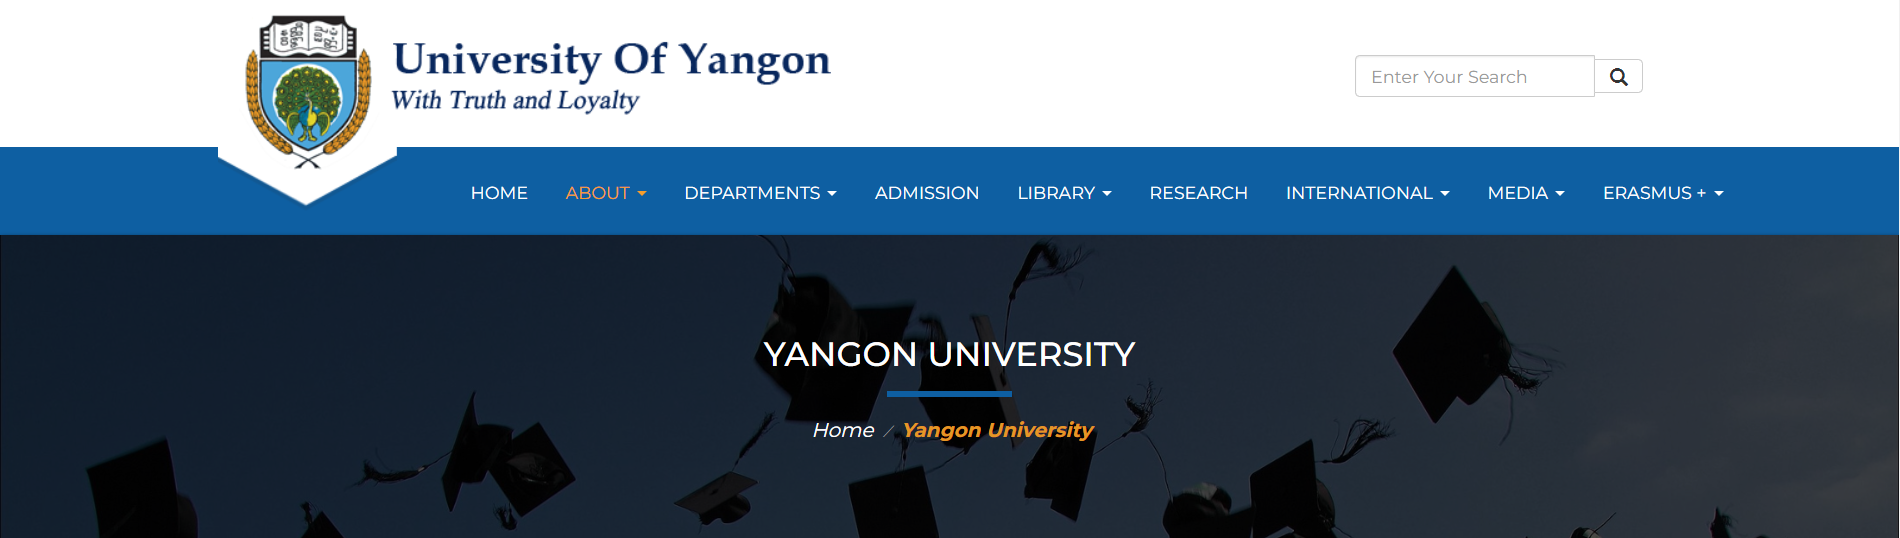 University Of Yangon
With Truth and Loyalty
Enter Your Search
HOME ABOUT DEPARTMENTS ADMISSION LIBRARY RESEARCH INTERNATIONAL MEDIA ERASMUS +
YANGON UNIVERSITY
Home / Yangon University